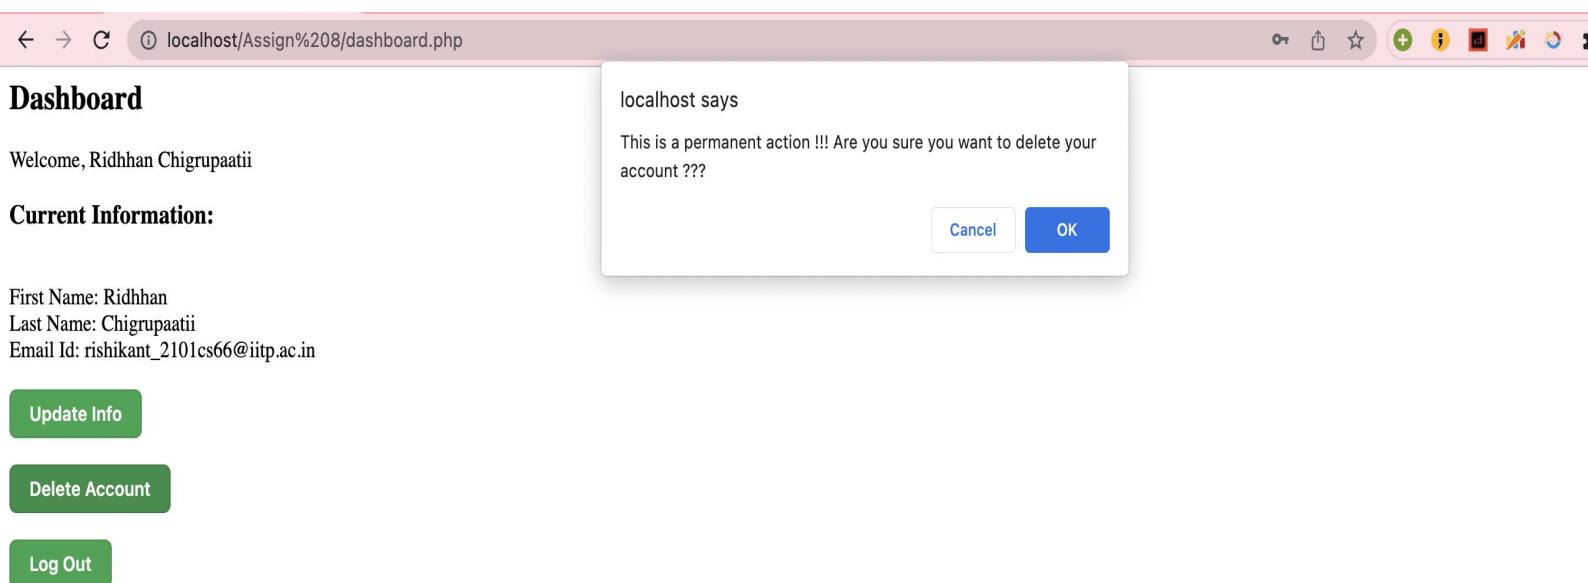 localhost/Assign%208/dashboard.php
Dashboard
Welcome, Ridhhan Chigrupaatii
Current Information:
First Name: Ridhhan
Last Name: Chigrupaatii
Email Id: rishikant_2101cs66@iitp.ac.in
Update Info
Delete Account
Log Out
localhost says
This is a permanent action !!! Are you sure you want to delete your
account ???
Cancel
OK